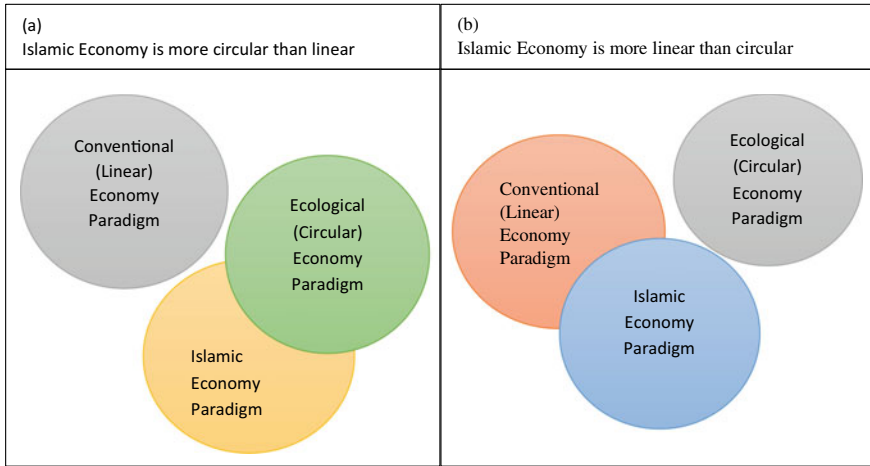 (a)
Islamic Economy is more circular than linear
Conventional
(Linear)
Economy
Paradigm
Ecological
(Circular)
Economy
Paradigm
Islamic
Economy
Paradigm
(b)
Islamic Economy is more linear than circular
Conventional
(Linear)
Economy
Paradigm
Ecological
(Circular)
Economy
Paradigm
Islamic
Economy
Paradigm